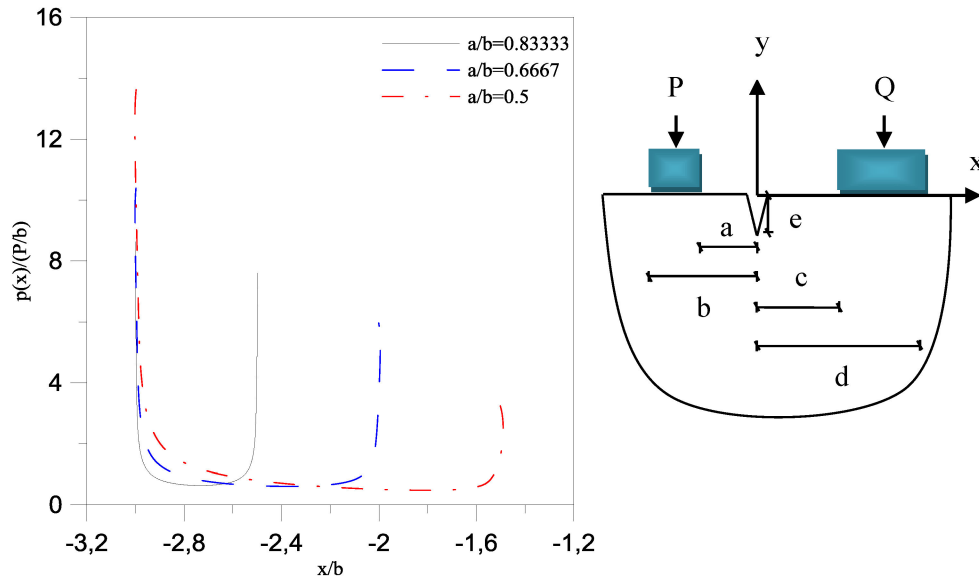 16
12
8
4
0
p(x)/(P/b)
a/b=0.83333
a/b=0.6667
a/b=0.5
-3,2
-2,8
-2,4
-2
-1,6
-1,2
x/b
y
P
Q
x
e
a
c
b
d